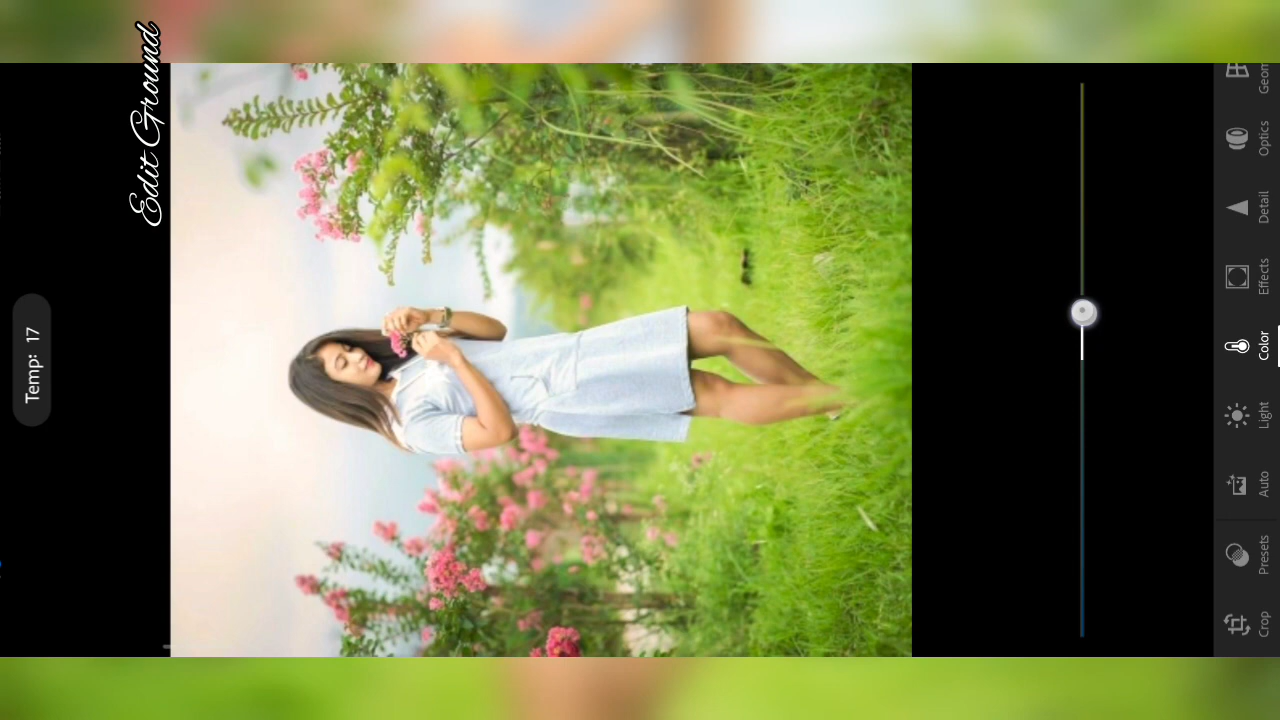 Edit Ground
Temp: 17
Crop
Presets
Auto
Light
Color
Effects
Detail
Optics
Geom